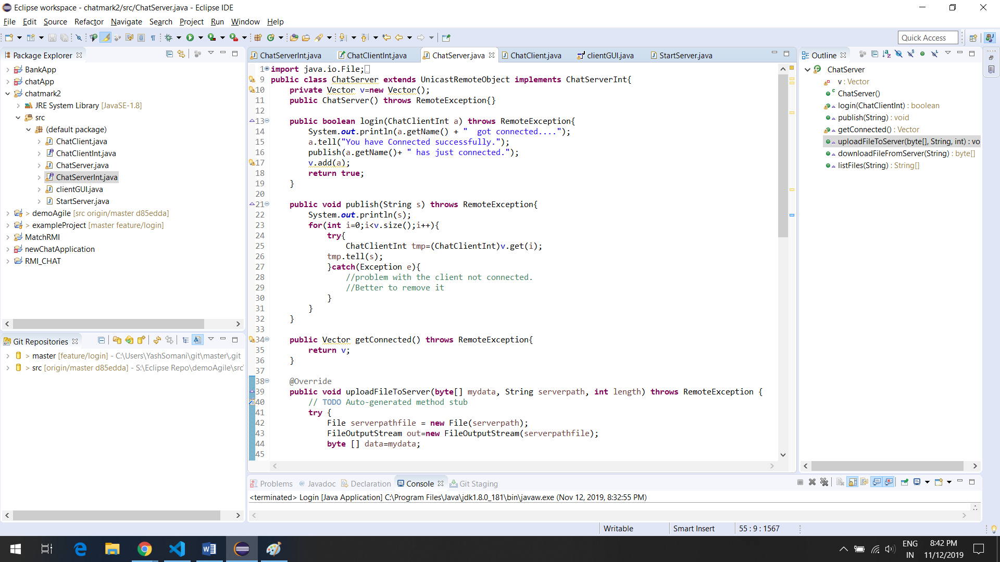 Eclipse workspace - chatmark2/src/ChatServer.java - Eclipse IDE
File Edit Source Refactor Navigate Search Project Run Window Help
Quick Access
Package Explorer
BankApp
chatApp
chatmark2
JRE System Library [JavaSE-1.8]
src
(default package)
ChatClient.java
ChatClientInt.java
ChatServer.java
ChatServerInt.java
clientGUI.java
StartServer.java
> demoAgile [src origin/master d85edda]
> exampleProject [master feature/login]
MatchRMI
newChatApplication
RMI_CHAT
Git Repositories
> master [feature/login] - C:\Users\YashSomani\git\master\.git
> src [origin/master d85edda] - S:\Eclipse Repo\demoAgile\src
ChatServerInt.java ChatClientInt.java ChatServer.java ChatClient.java clientGUI.java StartServer.java
1 import java.io.File;
9 public class ChatServer extends UnicastRemoteObject implements ChatServerInt{
10 private Vector v=new Vector();
11 public ChatServer() throws RemoteException{}
12
13 public boolean login(ChatClientInt a) throws RemoteException{
14 System.out.println(a.getName() + "  got connected....");
15 a.tell("You have Connected successfully.");
16 publish(a.getName()+ " has just connected.");
17 v.add(a);
18 return true;
19 }
20
21 public void publish(String s) throws RemoteException{
22 System.out.println(s);
23 for(int i=0;i<v.size();i++){
24 try{
25 ChatClientInt tmp=(ChatClientInt)v.get(i);
26 tmp.tell(s);
27 }catch(Exception e){
28 //problem with the client not connected.
29 //Better to remove it
30 }
31 }
32 }
33
34 public Vector getConnected() throws RemoteException{
35 return v;
36 }
37
38 @Override
39 public void uploadFileToServer(byte[] mydata, String serverpath, int length) throws RemoteException {
40 // TODO Auto-generated method stub
41 try {
42 File serverpathfile = new File(serverpath);
43 FileOutputStream out=new FileOutputStream(serverpathfile);
44 byte [] data=mydata;
45
Outline
ChatServer
v : Vector
ChatServer()
login(ChatClientInt) : boolean
publish(String) : void
getConnected() : Vector
uploadFileToServer(byte[], String, int) : vo
downloadFileFromServer(String) : byte[]
listFiles(String) : String[]
Problems @ Javadoc Declaration Console Git Staging
<terminated> Login [Java Application] C:\Program Files\Java\jdk1.8.0_181\bin\javaw.exe (Nov 12, 2019, 8:32:55 PM)
Writable Smart Insert 55 : 9 : 1567
ENG
IN
8:42 PM
11/12/2019